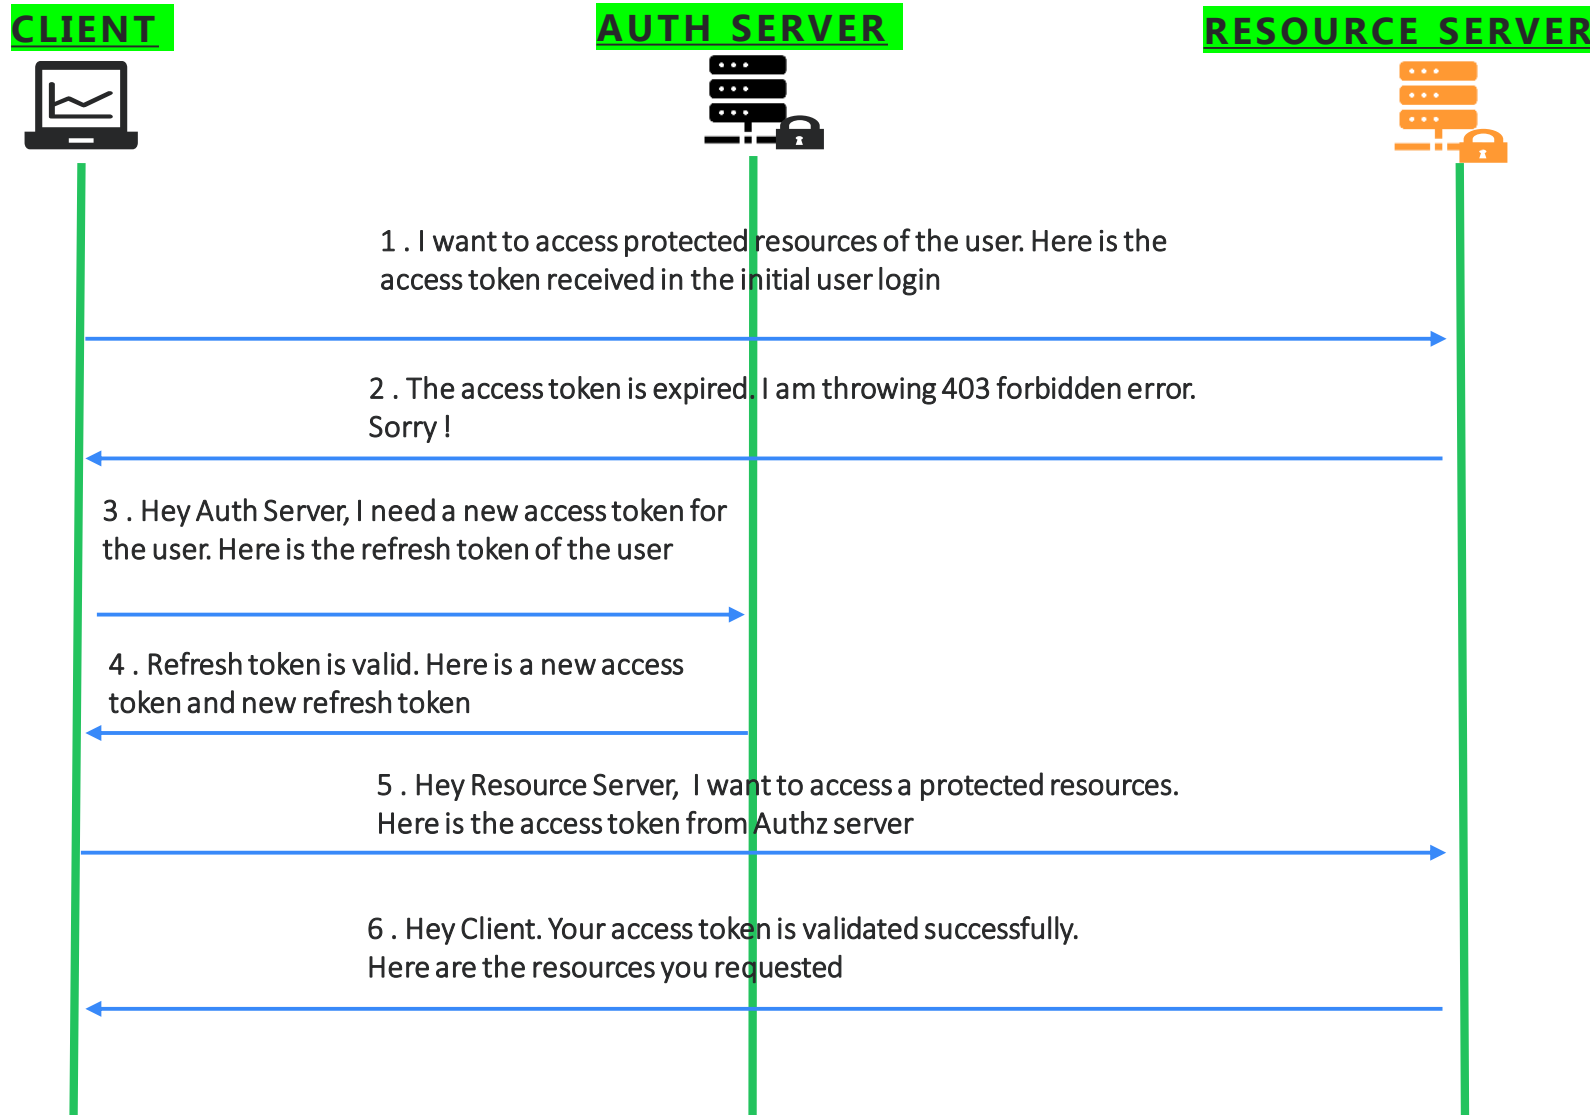 CLIENT
AUTH SERVER
RESOURCE SERVER
1 . I want to access protected resources of the user. Here is the
access token received in the initial user login
2 . The access token is expired. I am throwing 403 forbidden error.
Sorry !
3 . Hey Auth Server, I need a new access token for
the user. Here is the refresh token of the user
4 . Refresh token is valid. Here is a new access
token and new refresh token
5 . Hey Resource Server,  I want to access a protected resources.
Here is the access token from Authz server
6 . Hey Client. Your access token is validated successfully.
Here are the resources you requested